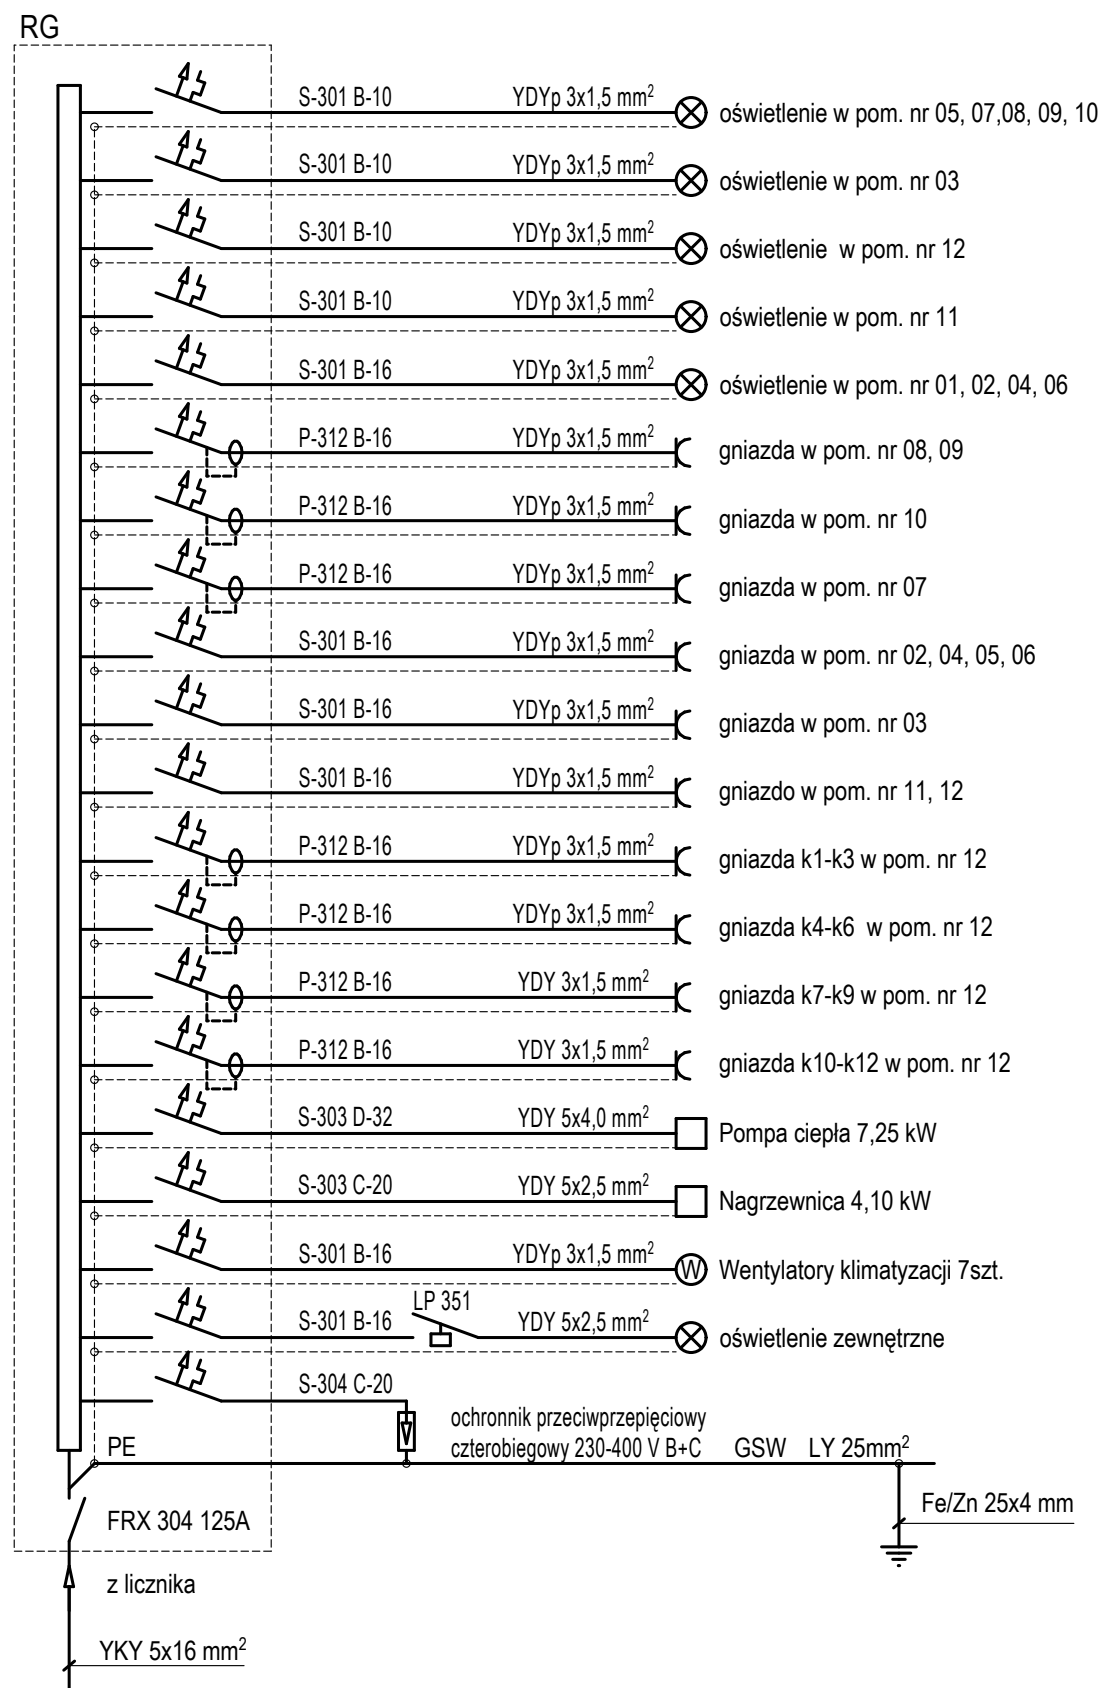 RG
S-301 B-10 YDYp 3x1,5 mm² oświetlenie w pom. nr 05, 07,08, 09, 10
S-301 B-10 YDYp 3x1,5 mm² oświetlenie w pom. nr 03
S-301 B-10 YDYp 3x1,5 mm² oświetlenie w pom. nr 12
S-301 B-10 YDYp 3x1,5 mm² oświetlenie w pom. nr 11
S-301 B-16 YDYp 3x1,5 mm² oświetlenie w pom. nr 01, 02, 04, 06
P-312 B-16 YDYp 3x1,5 mm² gniazda w pom. nr 08, 09
P-312 B-16 YDYp 3x1,5 mm² gniazda w pom. nr 10
P-312 B-16 YDYp 3x1,5 mm² gniazda w pom. nr 07
S-301 B-16 YDYp 3x1,5 mm² gniazda w pom. nr 02, 04, 05, 06
S-301 B-16 YDYp 3x1,5 mm² gniazda w pom. nr 03
S-301 B-16 YDYp 3x1,5 mm² gniazdo w pom. nr 11, 12
P-312 B-16 YDYp 3x1,5 mm² gniazda k1-k3 w pom. nr 12
P-312 B-16 YDYp 3x1,5 mm² gniazda k4-k6 w pom. nr 12
P-312 B-16 YDY 3x1,5 mm² gniazda k7-k9 w pom. nr 12
P-312 B-16 YDY 3x1,5 mm² gniazda k10-k12 w pom. nr 12
S-303 D-32 YDY 5x4,0 mm² Pompa ciepła 7,25 kW
S-303 C-20 YDY 5x2,5 mm² Nagrzewnica 4,10 kW
S-301 B-16 YDYp 3x1,5 mm² W Wentylatory klimatyzacji 7szt.
S-301 B-16 LP 351 YDY 5x2,5 mm² oświetlenie zewnętrzne
S-304 C-20
ochronnik przeciwprzepięciowy
PE czterobiegowy 230-400 V B+C GSW LY 25mm²
Fe/Zn 25x4 mm
FRX 304 125A
z licznika
YKY 5x16 mm²